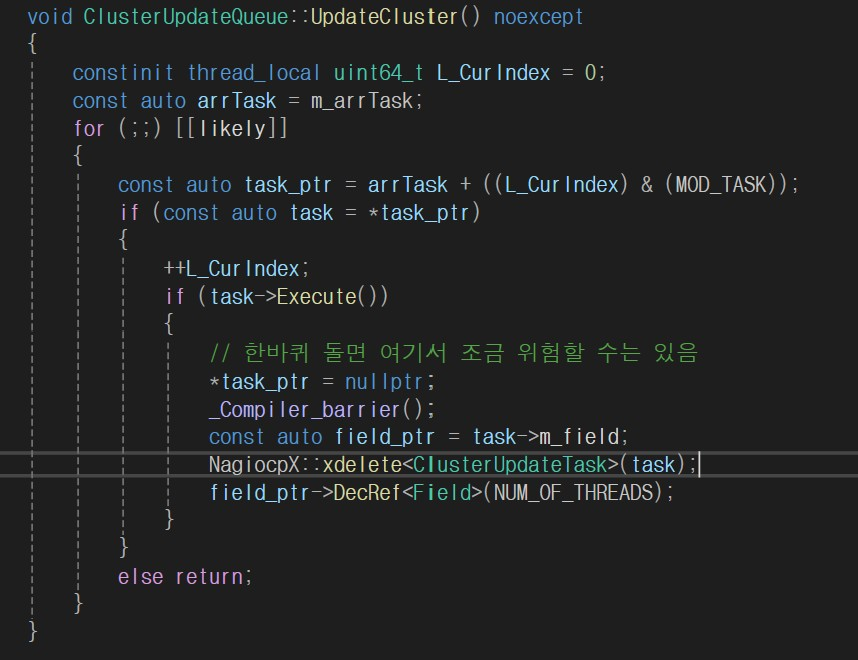 void ClusterUpdateQueue::UpdateCluster() noexcept
{
constinit thread_local uint64_t L_CurIndex = 0;
const auto arrTask = m_arrTask;
for (;;) [[likely]]
{
const auto task_ptr = arrTask + ((L_CurIndex) & (MOD_TASK));
if (const auto task = *task_ptr)
{
++L_CurIndex;
if (task->Execute())
{
// 한바퀴 돌면 여기서 조금 위험할 수는 있음
*task_ptr = nullptr;
_Compiler_barrier();
const auto field_ptr = task->m_field;
NagiocpX::xdelete<ClusterUpdateTask>(task);
field_ptr->DecRef<Field>(NUM_OF_THREADS);
}
}
else return;
}
}